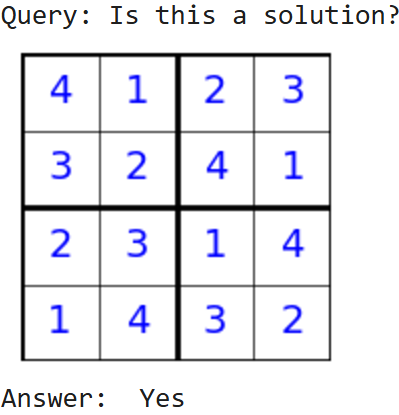 Query: Is this a solution?
4 1 2 3
3 2 4 1
2 3 1 4
1 4 3 2
Answer:  Yes